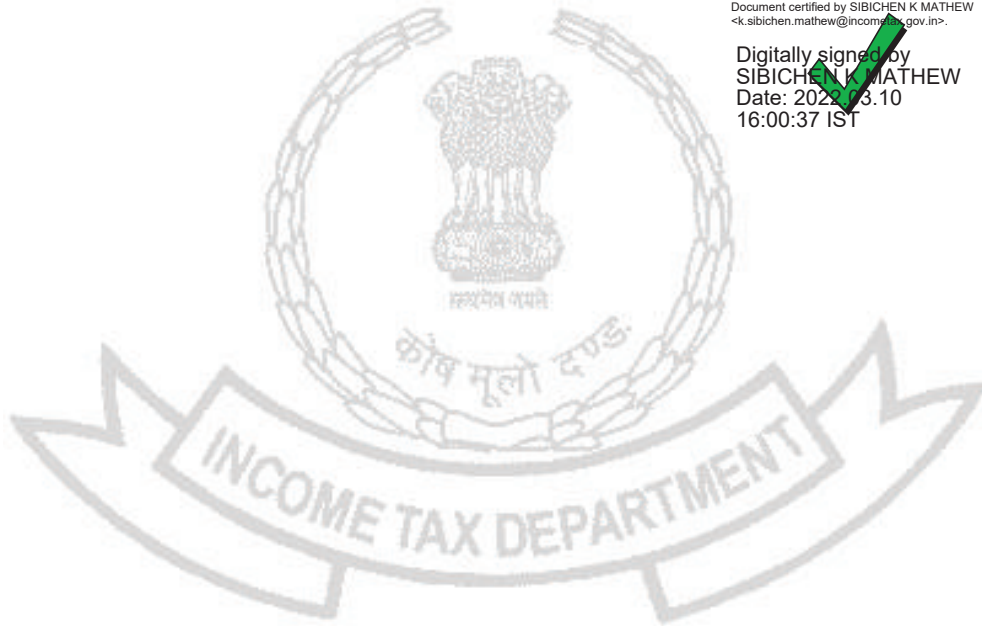 Document certified by SIBICHEN K MATHEW
<k.sibichen.mathew@incometax.gov.in>.
Digitally signed by
SIBICHEN K MATHEW
Date: 2022.03.10
16:00:37 IST
सत्यमेव जयते
कोष मूलो दण्डः
INCOME TAX DEPARTMENT